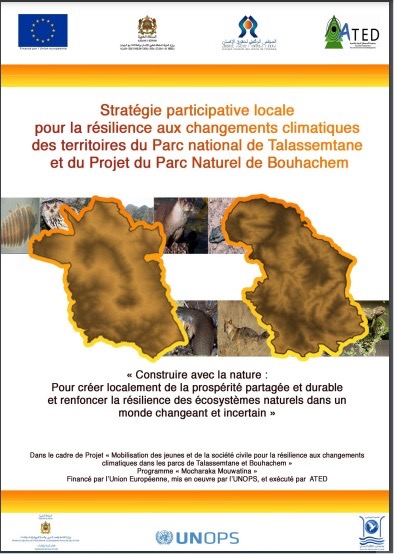 ATED
Financé par l'Union Européenne
Stratégie participative locale
pour la résilience aux changements climatiques
des territoires du Parc national de Talassemtane
et du Projet du Parc Naturel de Bouhachem
« Construire avec la nature :
Pour créer localement de la prospérité partagée et durable
et renfoncer la résilience des écosystèmes naturels dans un
monde changeant et incertain »
Dans le cadre de Projet « Mobilisation des jeunes et de la société civile pour la résilience aux changements
climatiques dans les parcs de Talassemtane et Bouhachem »
Programme « Mocharaka Mouwatina »
Financé par l'Union Européenne, mis en oeuvre par l'UNOPS, et exécuté par ATED
UNOPS